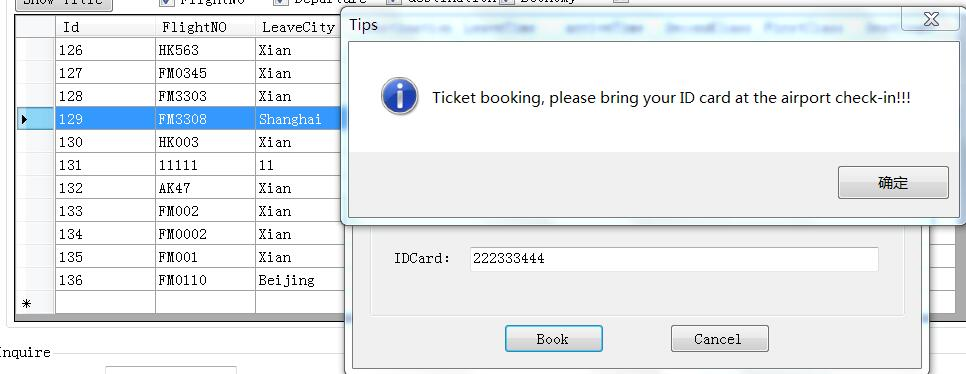 Show Title FlightNO Departure destination Economy
Id FlightNO LeaveCity
126 HK563 Xian
127 FM0345 Xian
128 FM3303 Xian
129 FM3308 Shanghai
130 HK003 Xian
131 11111 11
132 AK47 Xian
133 FM002 Xian
134 FM0002 Xian
135 FM001 Xian
136 FM0110 Beijing
*
Tips
Ticket booking, please bring your ID card at the airport check-in!!!
确定
IDCard: 222333444
Book Cancel
Inquire